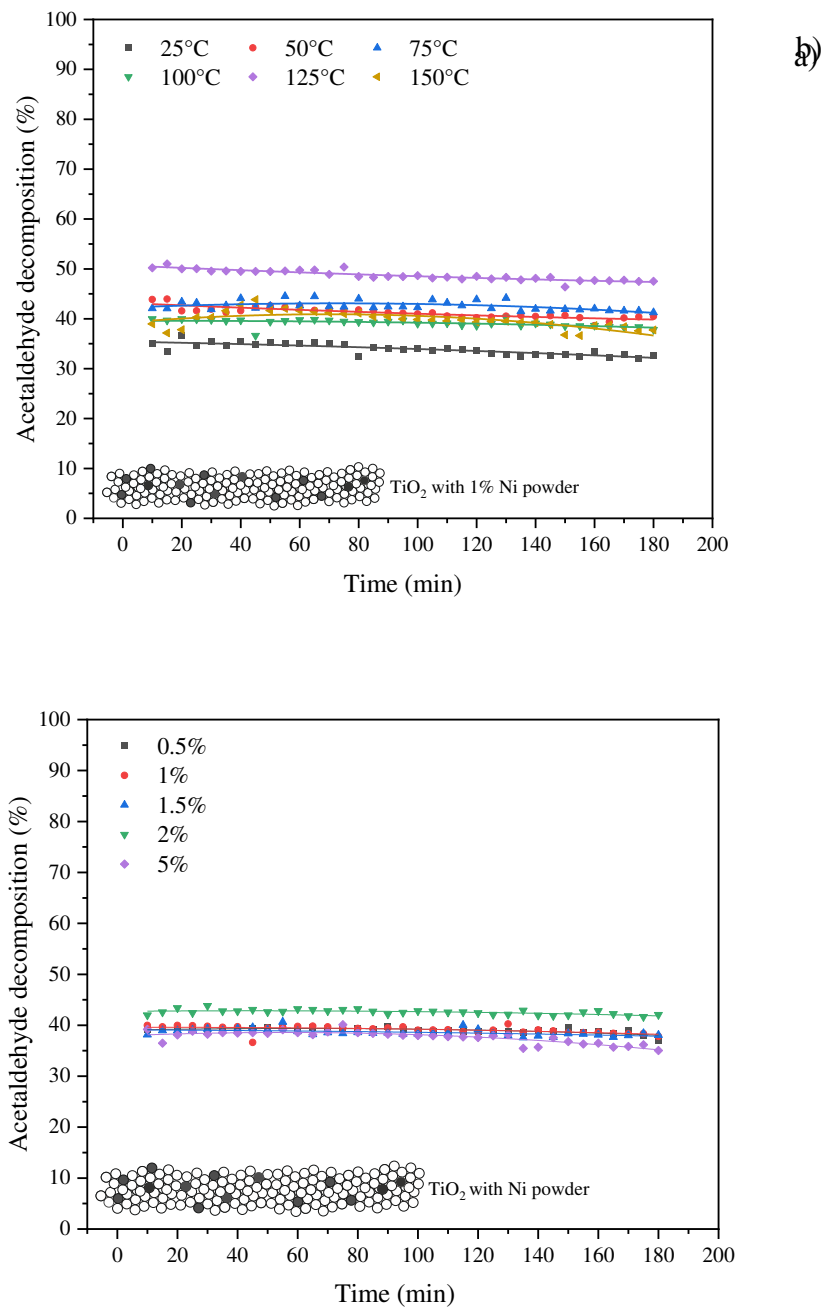 b)
a)
100
90
80
70
60
50
40
30
20
10
0
Acetaldehyde decomposition (%)
25°C 50°C 75°C
100°C 125°C 150°C
TiO₂ with 1% Ni powder
0 20 40 60 80 100 120 140 160 180 200
Time (min)
100
90
80
70
60
50
40
30
20
10
0
Acetaldehyde decomposition (%)
0.5%
1%
1.5%
2%
5%
TiO₂ with Ni powder
0 20 40 60 80 100 120 140 160 180 200
Time (min)